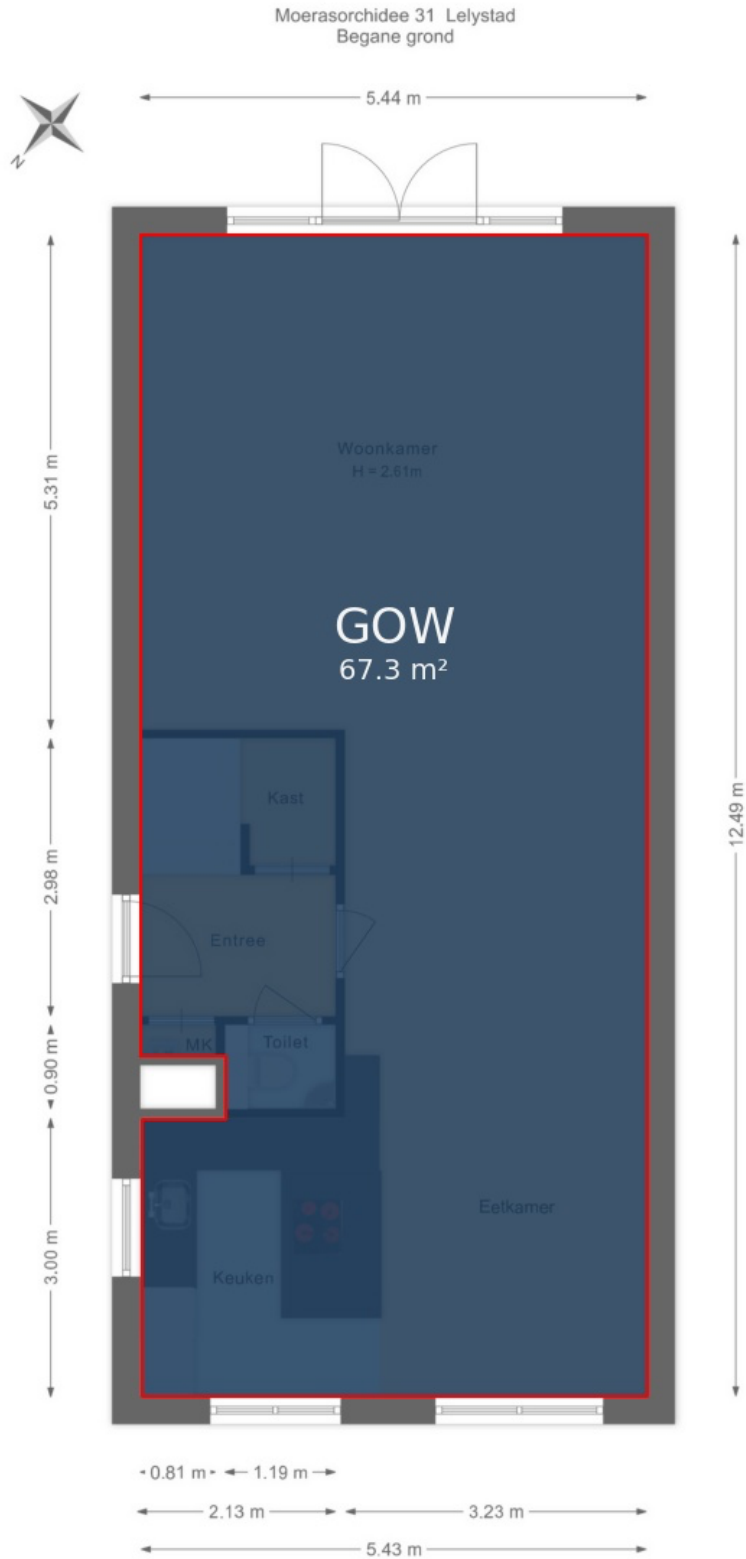 Moerasorchidee 31 Lelystad
Begane grond
5.44 m
N
Woonkamer
H = 2.61m
5.31 m
GOW
67.3 m²
Kast
12.49 m
2.98 m
Entree
MK
Toilet
0.90 m
Eetkamer
3.00 m
Keuken
0.81 m
1.19 m
2.13 m
3.23 m
5.43 m